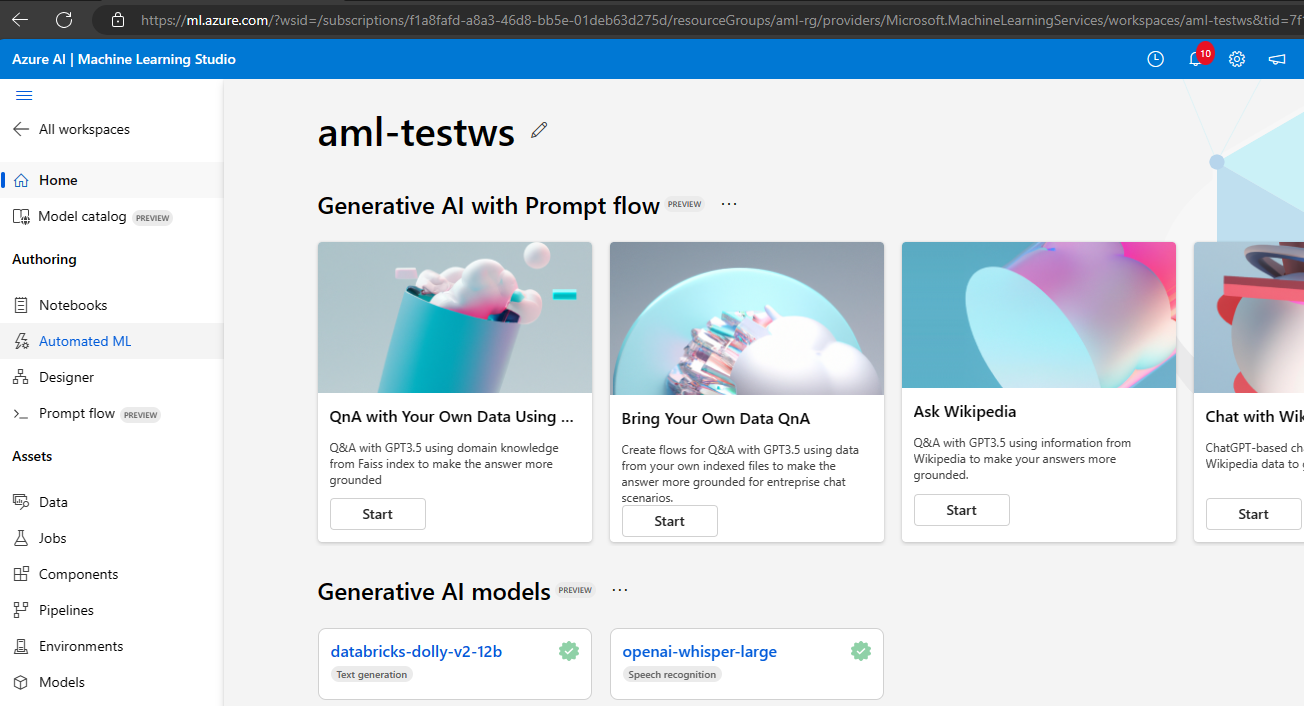 https://ml.azure.com/?wsid=/subscriptions/f1a8fafd-a8a3-46d8-bb5e-01deb63d275d/resourceGroups/aml-rg/providers/Microsoft.MachineLearningServices/workspaces/aml-testws&tid=7f
Azure AI | Machine Learning Studio
10
All workspaces
Home
Model catalog PREVIEW
Authoring
Notebooks
Automated ML
Designer
Prompt flow PREVIEW
Assets
Data
Jobs
Components
Pipelines
Environments
Models
aml-testws
Generative AI with Prompt flow PREVIEW ...
QnA with Your Own Data Using ...
Q&A with GPT3.5 using domain knowledge
from Faiss index to make the answer more
grounded
Start
Bring Your Own Data QnA
Create flows for Q&A with GPT3.5 using data
from your own indexed files to make the
answer more grounded for entreprise chat
scenarios.
Start
Ask Wikipedia
Q&A with GPT3.5 using information from
Wikipedia to make your answers more
grounded.
Start
Chat with Wik
ChatGPT-based cha
Wikipedia data to g
Start
Generative AI models PREVIEW ...
databricks-dolly-v2-12b
Text generation
openai-whisper-large
Speech recognition